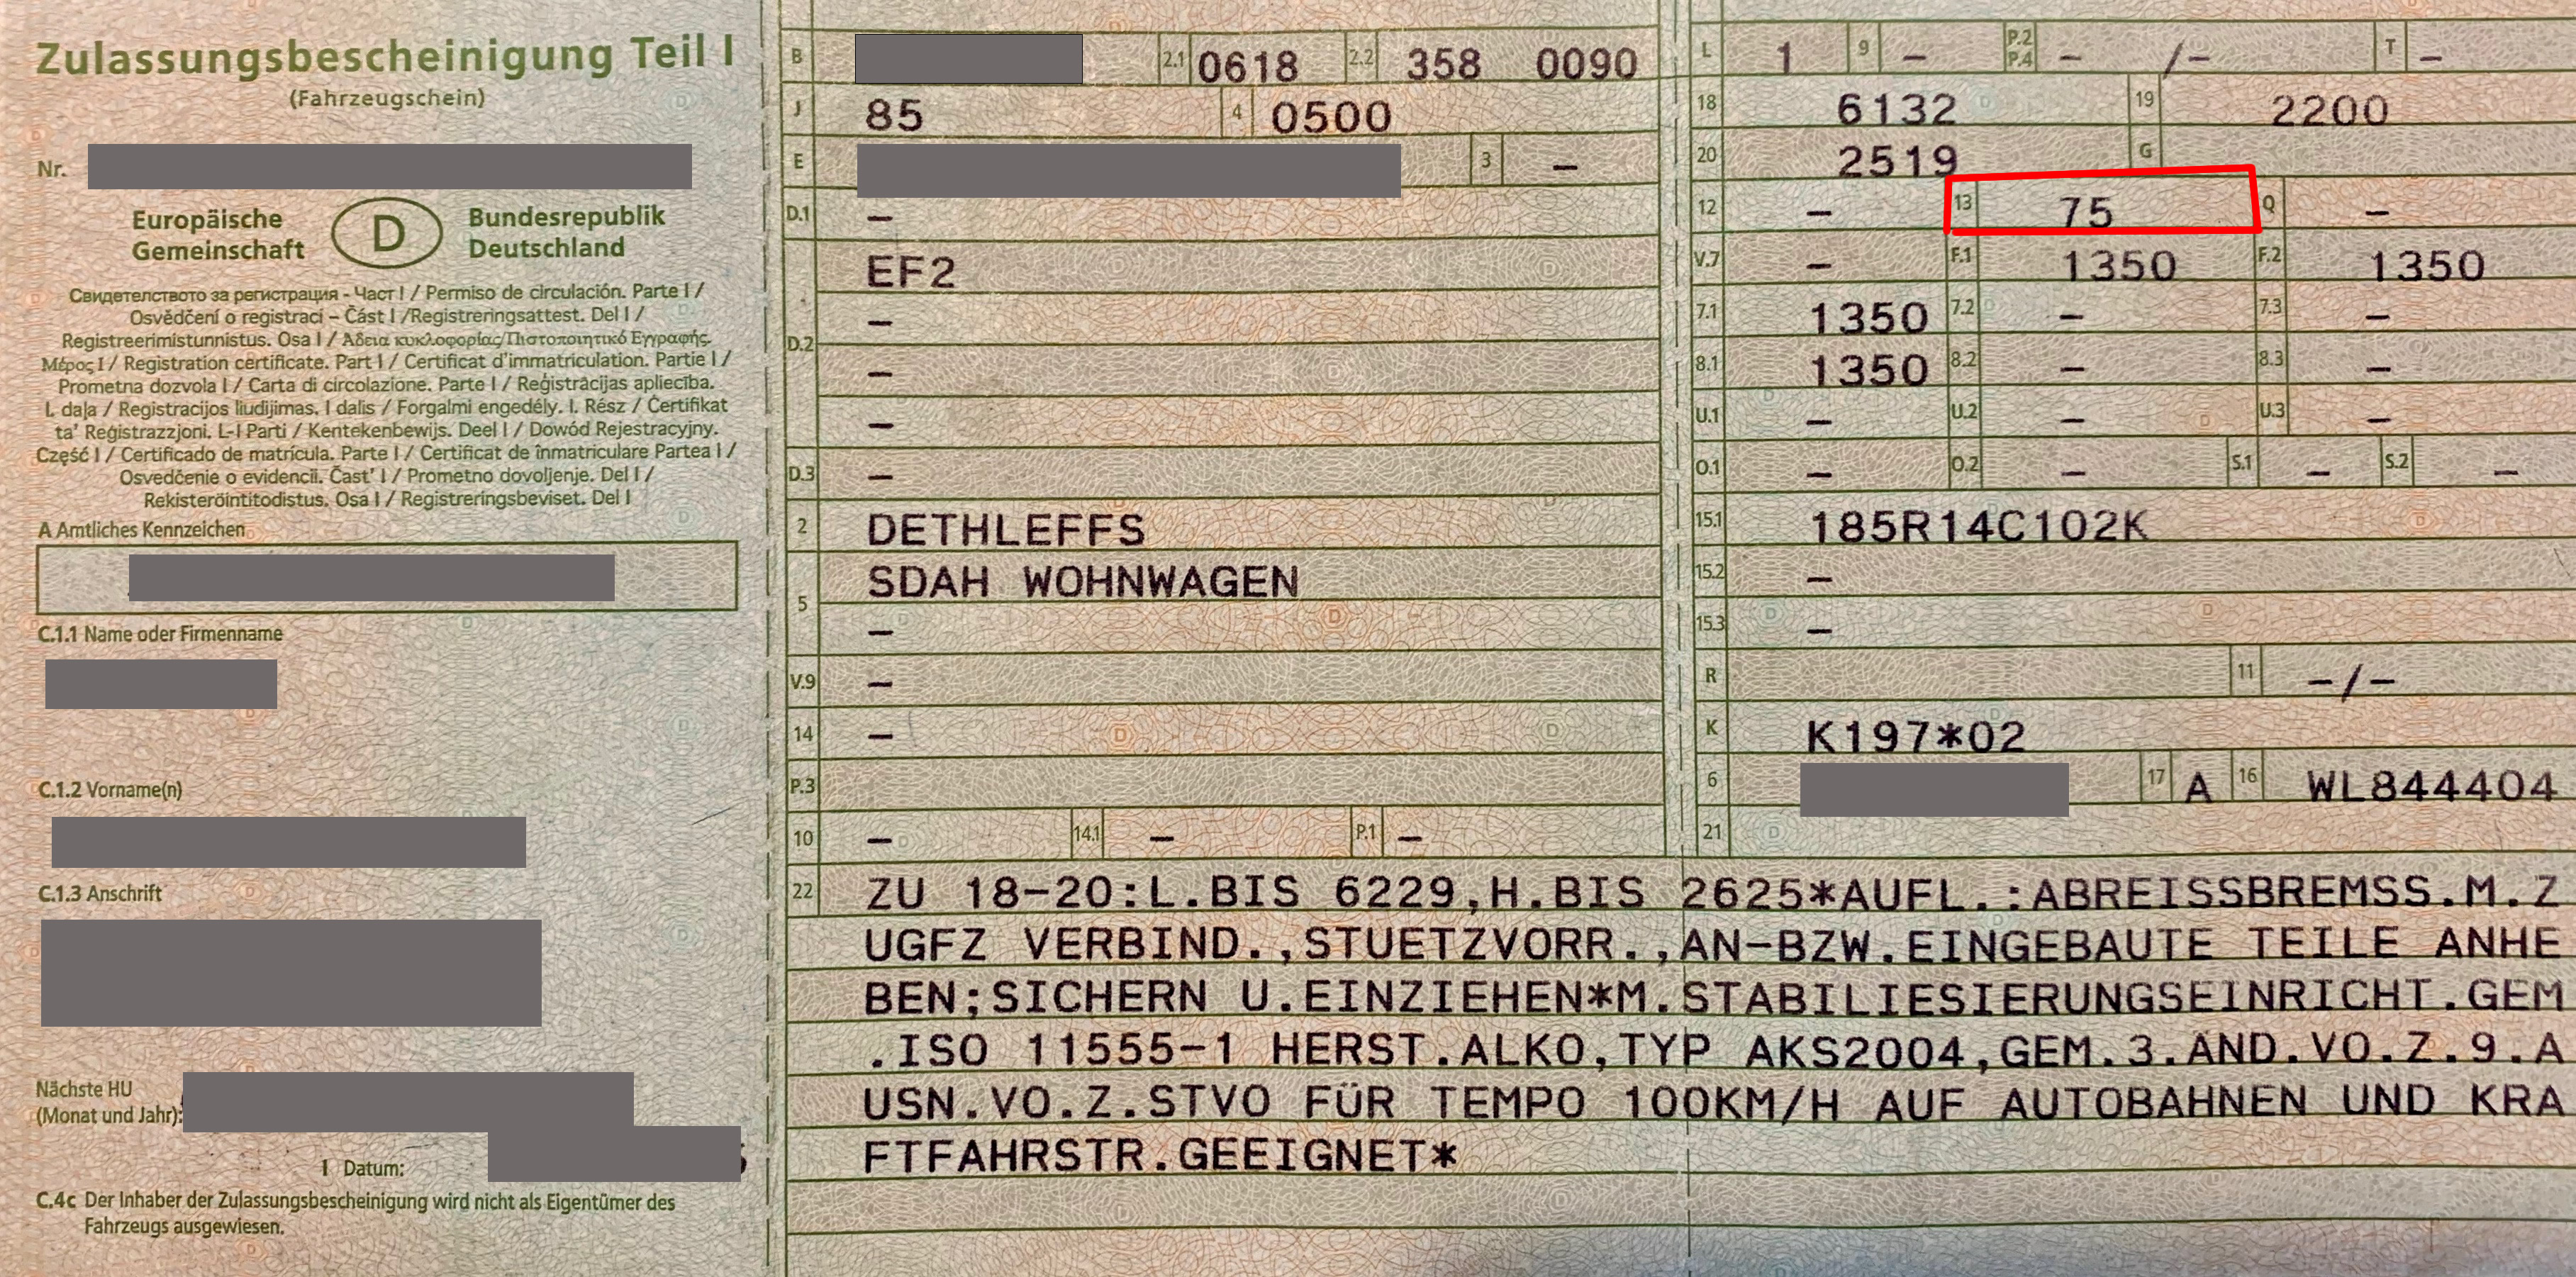 Zulassungsbescheinigung Teil I
(Fahrzeugschein)
Nr.
Europäische Gemeinschaft
D
Bundesrepublik Deutschland
Свидетелството за регистрация - Част I / Permiso de circulación. Parte I /
Osvědčení o registraci – Část I /Registreringsattest. Del I /
Registreerimistunnistus. Osa I / Άδεια κυκλοφορίας/Πιστοποιητικό Εγγραφής.
Μέρος I / Registration certificate. Part I / Certificat d'immatriculation. Partie I /
Prometna dozvola I / Carta di circolazione. Parte I / Reģistrācijas apliecība.
I. daļa / Registracijos liudijimas. I dalis / Forgalmi engedély. I. Rész / Ċertifikat
ta' Reġistrazzjoni. L-I Parti / Kentekenbewijs. Deel I / Dowód Rejestracyjny.
Część I / Certificado de matrícula. Parte I / Certificat de înmatriculare Partea I /
Osvedčenie o evidencii. Čast' I / Prometno dovoljenje. Del I /
Rekisteröintitodistus. Osa I / Registreringsbeviset. Del I
A Amtliches Kennzeichen
C.1.1 Name oder Firmenname
C.1.2 Vorname(n)
C.1.3 Anschrift
Nächste HU
(Monat und Jahr):
I Datum:
C.4c Der Inhaber der Zulassungsbescheinigung wird nicht als Eigentümer des
Fahrzeugs ausgewiesen.
B 2.1 0618 2.2 358 0090
J 85 4 0500
E 3 –
D.1 –
EF2
–
D.2
–
–
D.3 –
2 DETHLEFFS
SDAH WOHNWAGEN
5
–
V.9 –
14 –
P.3
10 – 14.1 – P.1 –
L 1 9 – P.2 P.4 – /– T –
18 6132 19 2200
20 2519 G
12 – 13 75 Q –
V.7 – F.1 1350 F.2 1350
7.1 1350 7.2 – 7.3 –
8.1 1350 8.2 – 8.3 –
U.1 – U.2 – U.3 –
O.1 – O.2 – S.1 – S.2 –
15.1 185R14C102K
15.2 –
15.3 –
R 11 –/–
K K197*02
6 17 A 16 WL844404
21
22 ZU 18-20:L.BIS 6229,H.BIS 2625*AUFL.:ABREISSBREMSS.M.Z
UGFZ VERBIND.,STUETZVORR.,AN-BZW.EINGEBAUTE TEILE ANHE
BEN;SICHERN U.EINZIEHEN*M.STABILIESIERUNGSEINRICHT.GEM
.ISO 11555-1 HERST.ALKO,TYP AKS2004,GEM.3.ÄND.VO.Z.9.A
USN.VO.Z.STVO FÜR TEMPO 100KM/H AUF AUTOBAHNEN UND KRA
FTFAHRSTR.GEEIGNET*